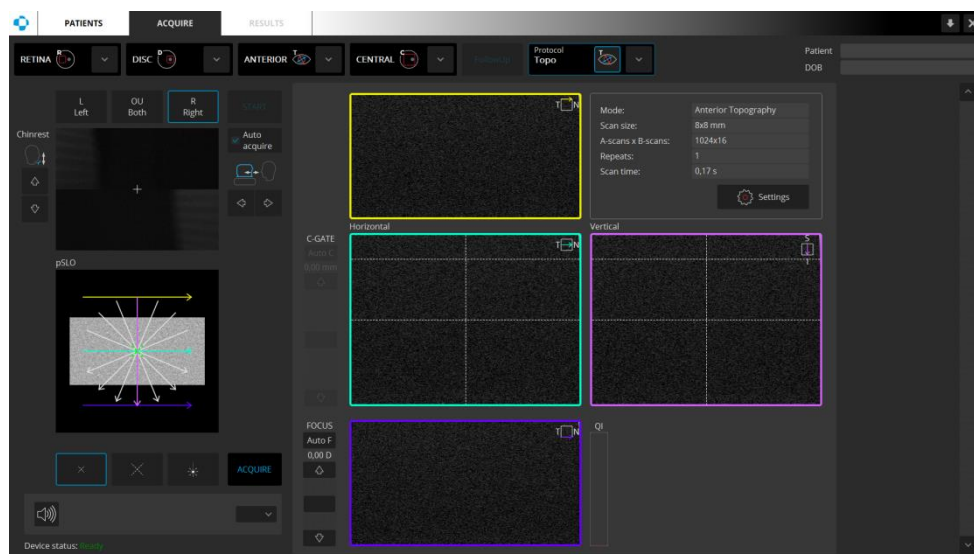 PATIENTS
ACQUIRE
RESULTS
RETINA R
DISC D
ANTERIOR T
CENTRAL C
FollowUp
Protocol
Topo T
Patient
DOB
L
Left
OU
Both
R
Right
START
Chinrest
Auto
acquire
T N
Mode: Anterior Topography
Scan size: 8x8 mm
A-scans x B-scans: 1024x16
Repeats: 1
Scan time: 0,17 s
Settings
Horizontal
Vertical
C-GATE
Auto C
0,00 mm
T N
S
I
pSLO
FOCUS
Auto F
0,00 D
T N
QI
ACQUIRE
Device status: Ready